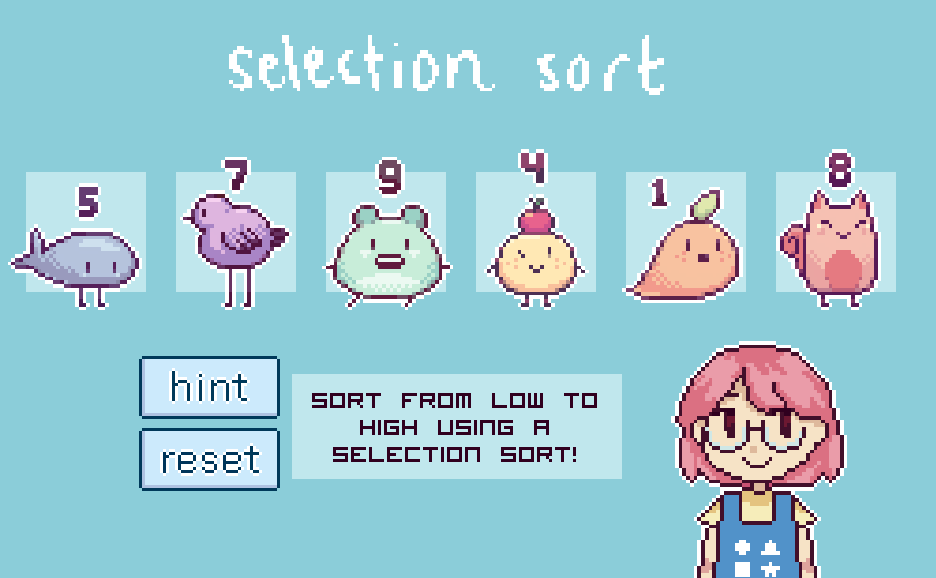 selection sort
5 7 9 4 1 8
hint
reset
SORT FROM LOW TO
HIGH USING A
SELECTION SORT!